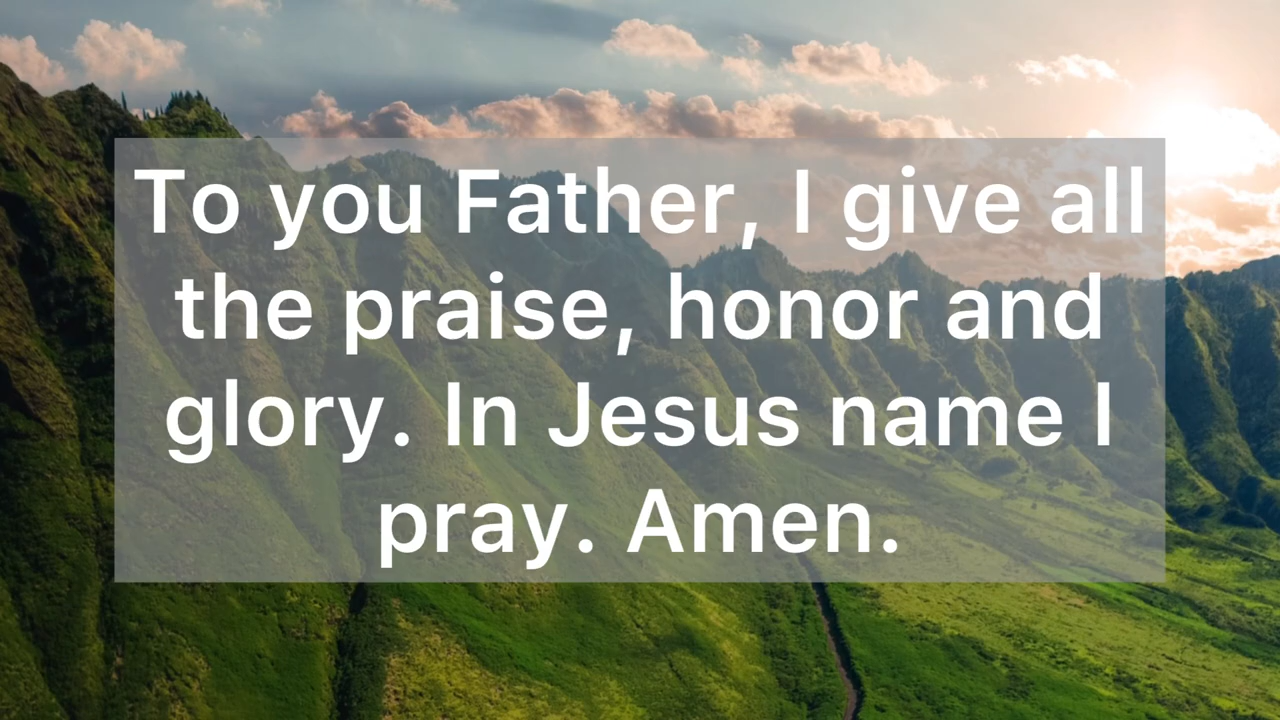 To you Father, I give all
the praise, honor and
glory. In Jesus name I
pray. Amen.